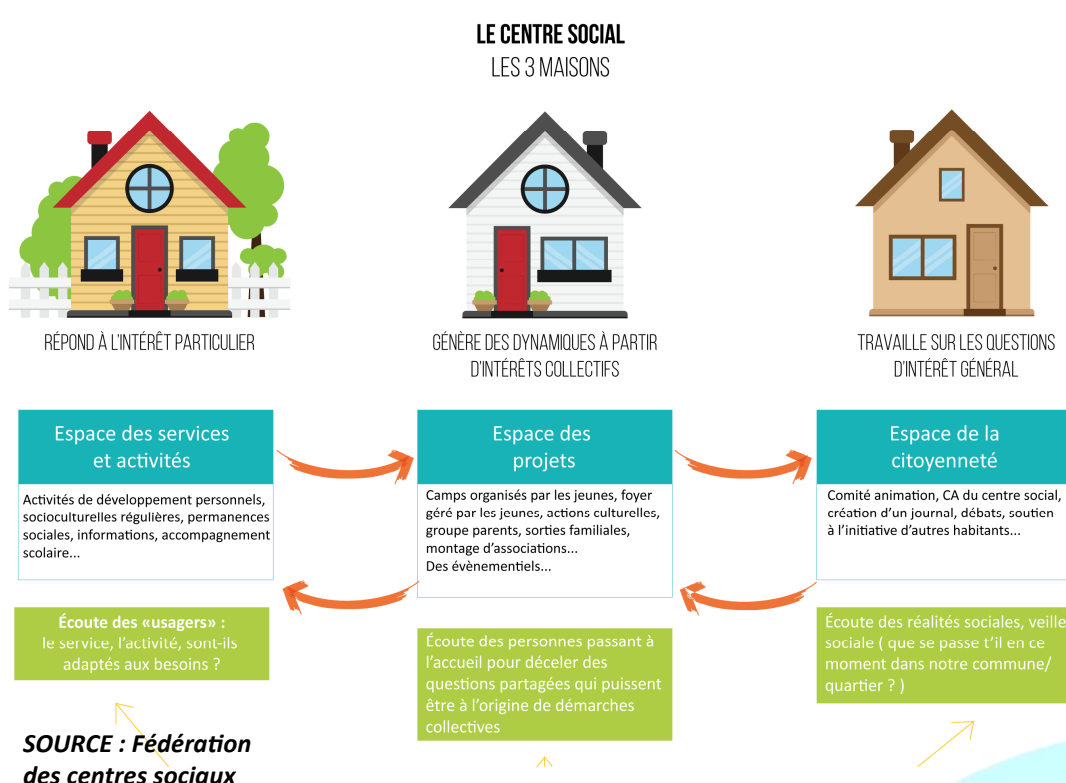 LE CENTRE SOCIAL
LES 3 MAISONS
RÉPOND À L'INTÉRÊT PARTICULIER
GÉNÈRE DES DYNAMIQUES À PARTIR
D'INTÉRÊTS COLLECTIFS
TRAVAILLE SUR LES QUESTIONS
D'INTÉRÊT GÉNÉRAL
Espace des services
et activités
Activités de développement personnels,
socioculturelles régulières, permanences
sociales, informations, accompagnement
scolaire...
Écoute des «usagers» :
le service, l'activité, sont-ils
adaptés aux besoins ?
Espace des
projets
Camps organisés par les jeunes, foyer
géré par les jeunes, actions culturelles,
groupe parents, sorties familiales,
montage d'associations...
Des évènementiels...
Écoute des personnes passant à
l'accueil pour déceler des
questions partagées qui puissent
être à l'origine de démarches
collectives
Espace de la
citoyenneté
Comité animation, CA du centre social,
création d'un journal, débats, soutien
à l'initiative d'autres habitants...
Écoute des réalités sociales, veille
sociale ( que se passe t'il en ce
moment dans notre commune/
quartier ? )
SOURCE : Fédération
des centres sociaux